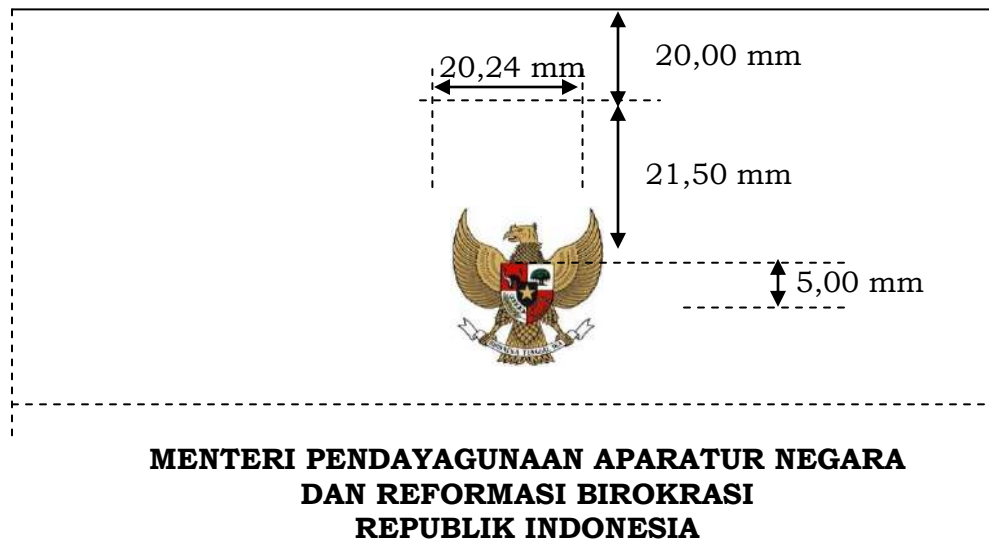 20,24 mm
20,00 mm
21,50 mm
5,00 mm
MENTERI PENDAYAGUNAAN APARATUR NEGARA
DAN REFORMASI BIROKRASI
REPUBLIK INDONESIA